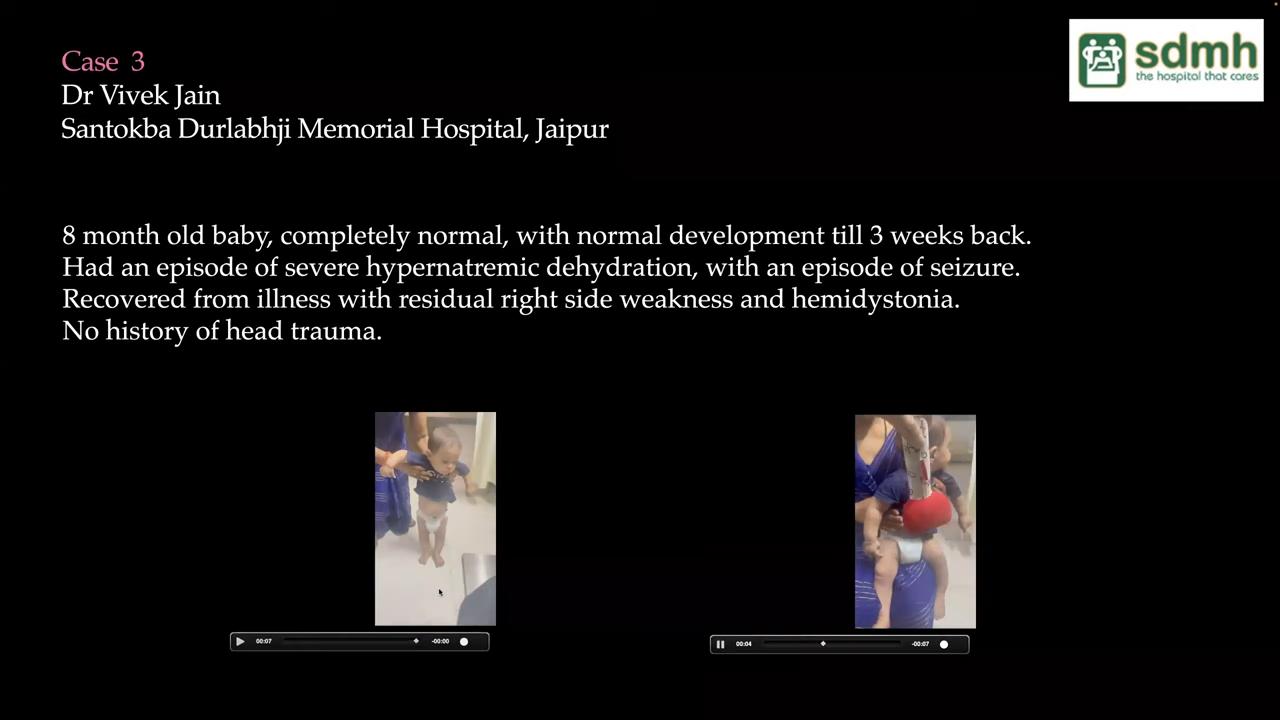 Case 3
Dr Vivek Jain
Santokba Durlabhji Memorial Hospital, Jaipur
sdmh
the hospital that cares
8 month old baby, completely normal, with normal development till 3 weeks back.
Had an episode of severe hypernatremic dehydration, with an episode of seizure.
Recovered from illness with residual right side weakness and hemidystonia.
No history of head trauma.
00:07 -00:00
00:04 -00:07